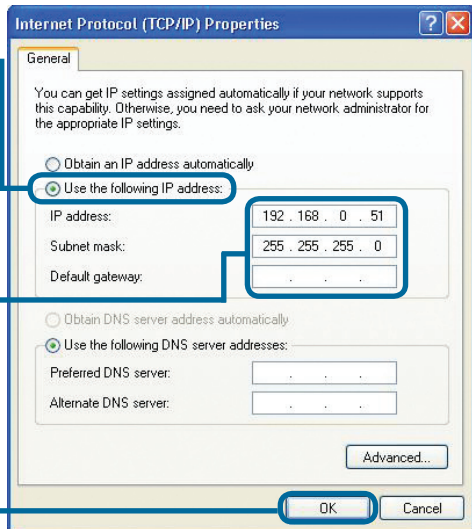 Internet Protocol (TCP/IP) Properties
General
You can get IP settings assigned automatically if your network supports
this capability. Otherwise, you need to ask your network administrator for
the appropriate IP settings.
Obtain an IP address automatically
Use the following IP address:
IP address: 192 . 168 . 0 . 51
Subnet mask: 255 . 255 . 255 . 0
Default gateway: . . .
Obtain DNS server address automatically
Use the following DNS server addresses:
Preferred DNS server: . . .
Alternate DNS server: . . .
Advanced...
OK Cancel